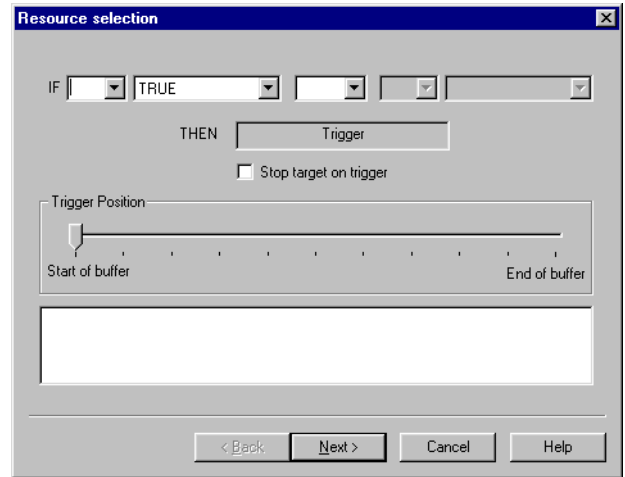 Resource selection
IF TRUE
THEN Trigger
Stop target on trigger
Trigger Position
Start of buffer End of buffer
< Back Next > Cancel Help